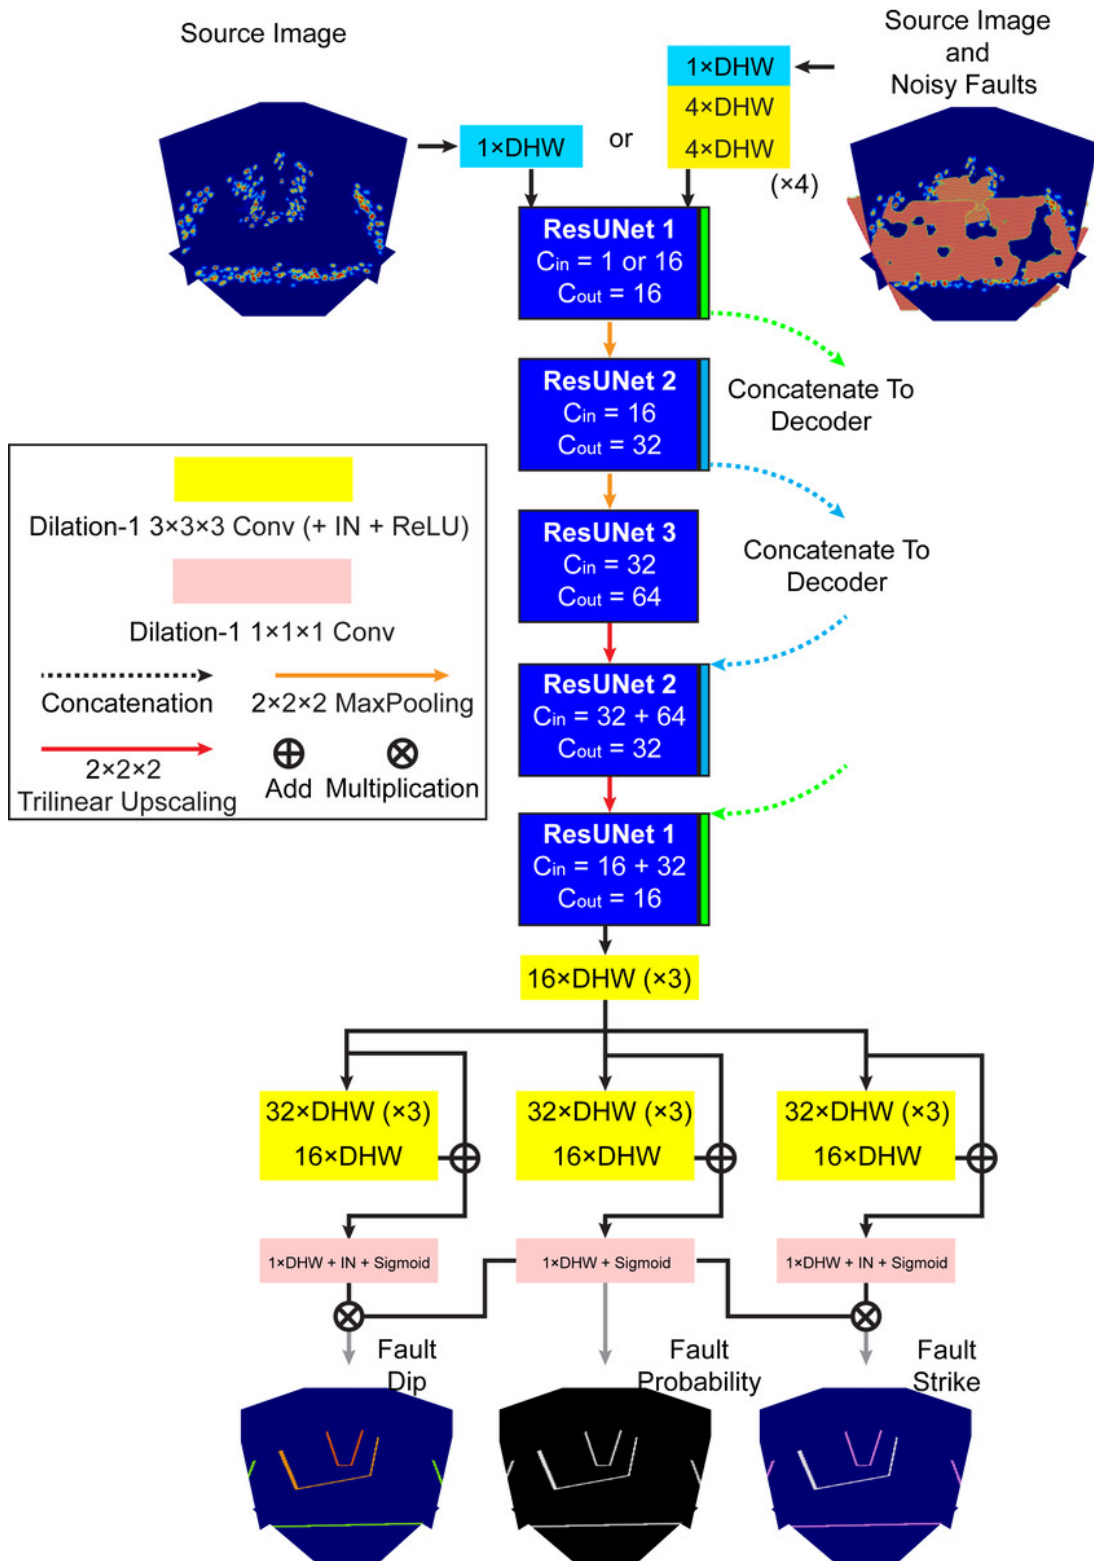 Source Image
Source Image
and
Noisy Faults
1×DHW
or
1×DHW
4×DHW
4×DHW
(×4)
ResUNet 1
Cin = 1 or 16
Cout = 16
ResUNet 2
Cin = 16
Cout = 32
Concatenate To
Decoder
ResUNet 3
Cin = 32
Cout = 64
Concatenate To
Decoder
ResUNet 2
Cin = 32 + 64
Cout = 32
ResUNet 1
Cin = 16 + 32
Cout = 16
Dilation-1 3×3×3 Conv (+ IN + ReLU)
Dilation-1 1×1×1 Conv
Concatenation
2×2×2 MaxPooling
2×2×2
Trilinear Upscaling
Add
Multiplication
16×DHW (×3)
32×DHW (×3)
16×DHW
32×DHW (×3)
16×DHW
32×DHW (×3)
16×DHW
1×DHW + IN + Sigmoid
1×DHW + Sigmoid
1×DHW + IN + Sigmoid
Fault
Dip
Fault
Probability
Fault
Strike